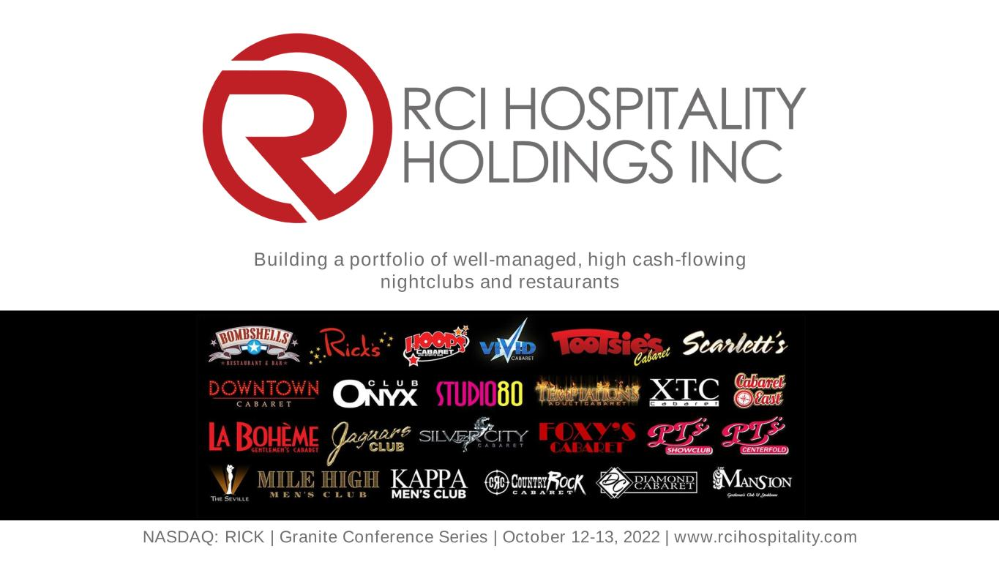 RCI HOSPITALITY
HOLDINGS INC
Building a portfolio of well-managed, high cash-flowing
nightclubs and restaurants
BOMBSHELLS RESTAURANT & BAR Rick's HOOPS CABARET AND SPORTS BAR VIVID CABARET TOOTSIE'S Cabaret Scarlett's
DOWNTOWN CABARET CLUB ONYX STUDIO80 TEMPTATIONS ADULT CABARET X·T·C Cabaret Cabaret East
LA BOHÈME GENTLEMEN'S CABARET Jaguars CLUB SILVER CITY CABARET FOXY'S CABARET PT's SHOWCLUB PT's CENTERFOLD
THE SEVILLE MILE HIGH MEN'S CLUB KAPPA MEN'S CLUB CRC COUNTRY ROCK CABARET DC DIAMOND CABARET THE MANSION Gentlemen's Club & Steakhouse
NASDAQ: RICK | Granite Conference Series | October 12-13, 2022 | www.rcihospitality.com